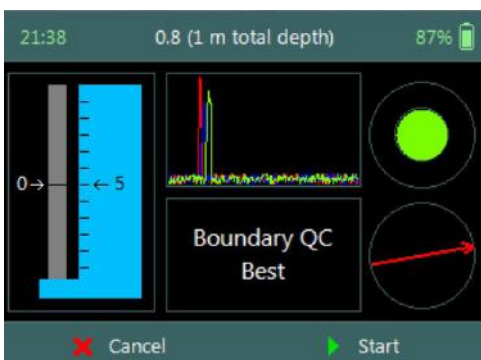 21:38 0.8 (1 m total depth) 87%
0→ ← 5
Boundary QC
Best
Cancel Start